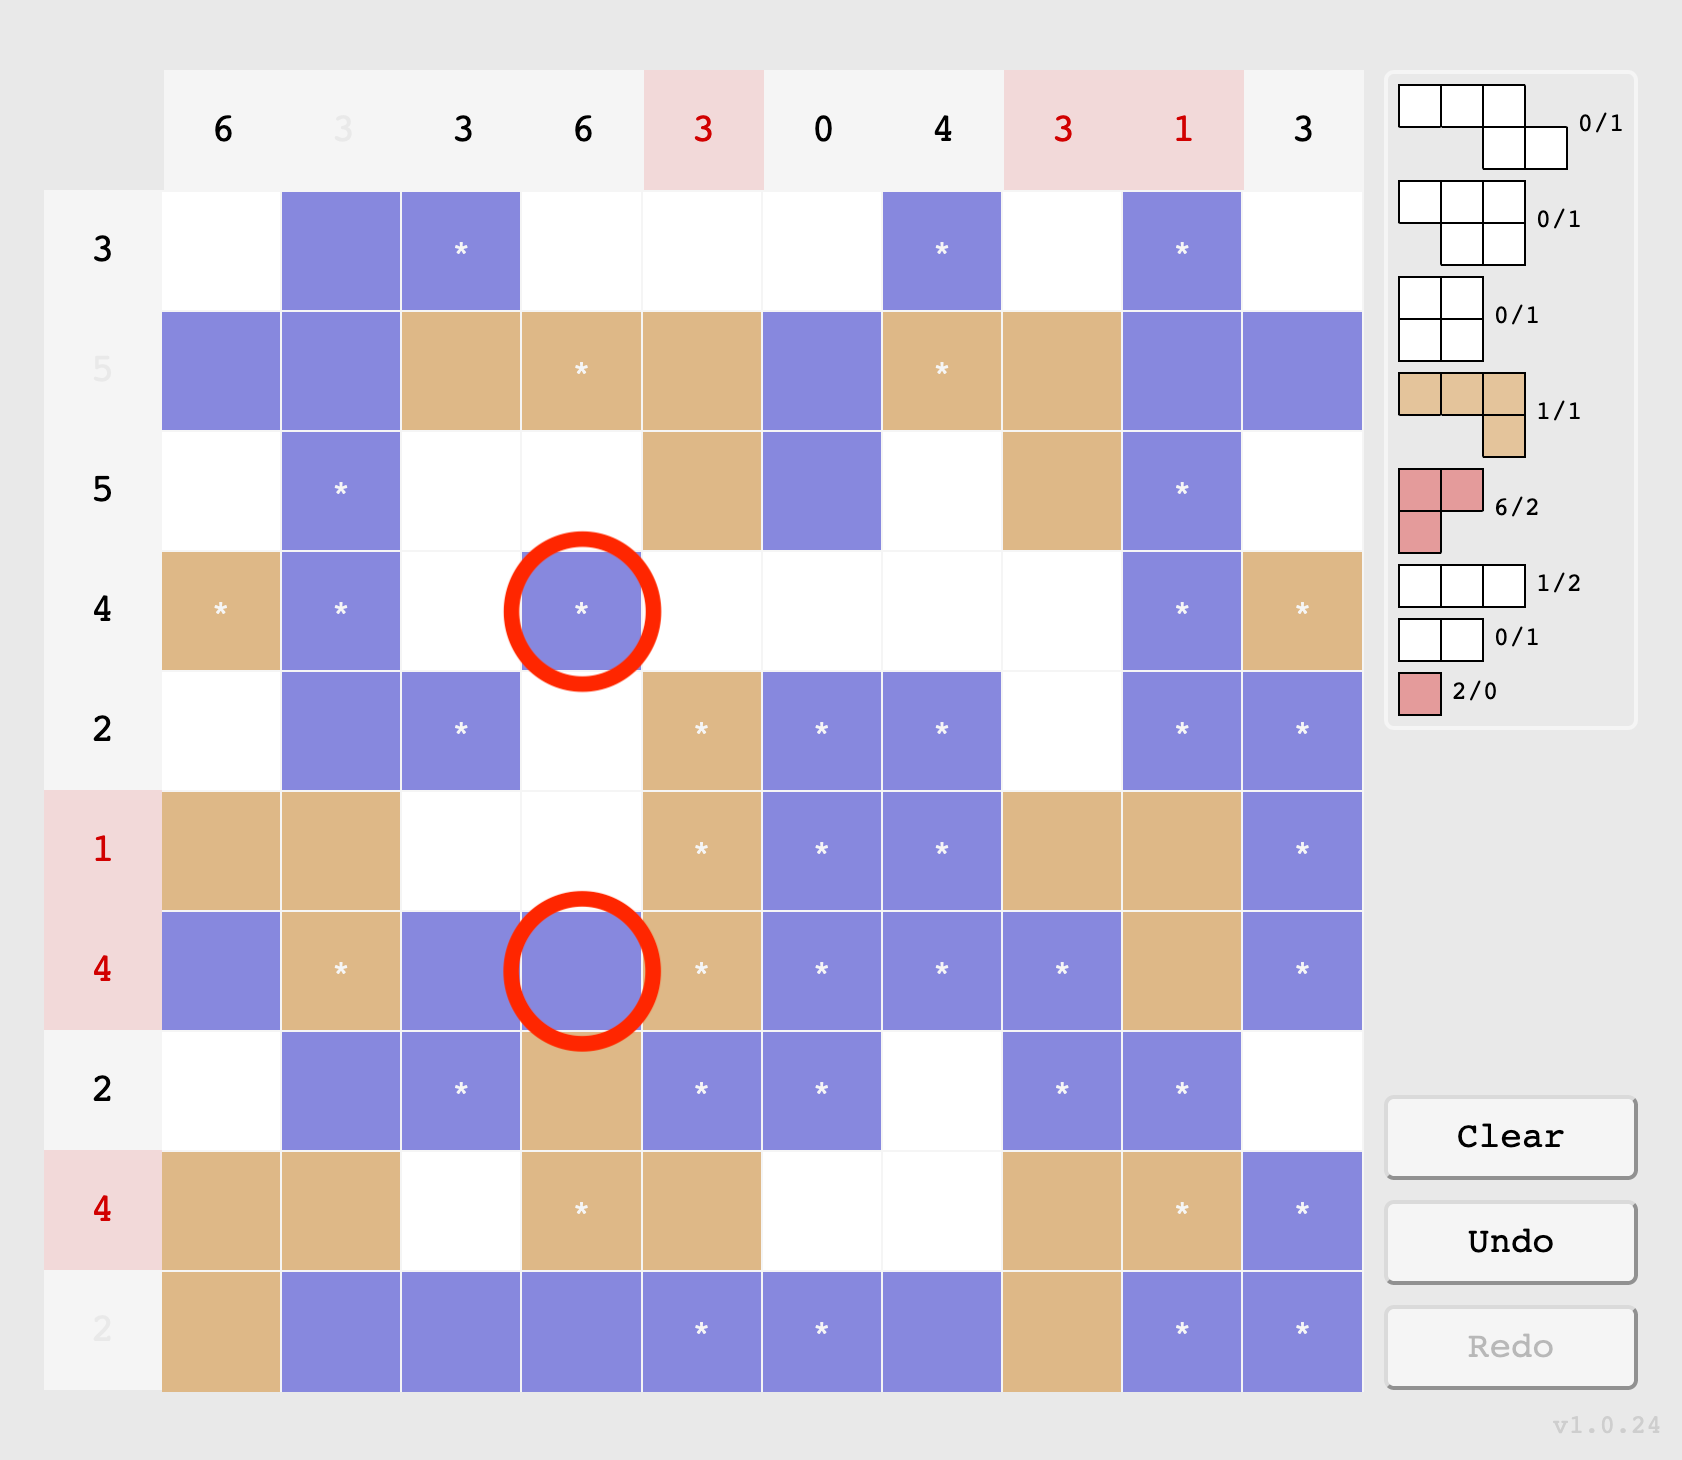 6 3 3 6 3 0 4 3 1 3
0/1
3 * * *
0/1
0/1
5 * *
1/1
5 * *
6/2
4 * * * * *
1/2
0/1
2 * * * * * *
2/0
1 * * * *
4 * * * * * *
2 * * * * *
Clear
4 * * *
Undo
2 * * * *
Redo
v1.0.24